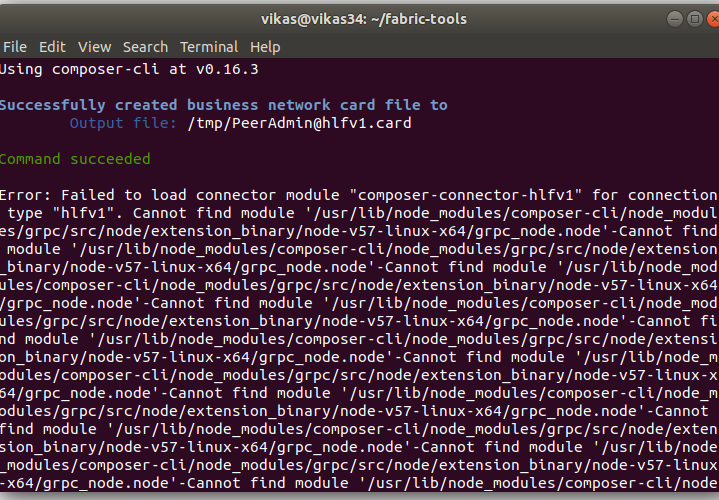 vikas@vikas34: ~/fabric-tools
File Edit View Search Terminal Help
Using composer-cli at v0.16.3
Successfully created business network card file to
Output file: /tmp/PeerAdmin@hlfv1.card
Command succeeded
Error: Failed to load connector module "composer-connector-hlfv1" for connection
type "hlfv1". Cannot find module '/usr/lib/node_modules/composer-cli/node_modul
es/grpc/src/node/extension_binary/node-v57-linux-x64/grpc_node.node'-Cannot find
module '/usr/lib/node_modules/composer-cli/node_modules/grpc/src/node/extension
_binary/node-v57-linux-x64/grpc_node.node'-Cannot find module '/usr/lib/node_mod
ules/composer-cli/node_modules/grpc/src/node/extension_binary/node-v57-linux-x64
/grpc_node.node'-Cannot find module '/usr/lib/node_modules/composer-cli/node_mod
ules/grpc/src/node/extension_binary/node-v57-linux-x64/grpc_node.node'-Cannot fi
nd module '/usr/lib/node_modules/composer-cli/node_modules/grpc/src/node/extensi
on_binary/node-v57-linux-x64/grpc_node.node'-Cannot find module '/usr/lib/node_m
odules/composer-cli/node_modules/grpc/src/node/extension_binary/node-v57-linux-x
64/grpc_node.node'-Cannot find module '/usr/lib/node_modules/composer-cli/node_m
odules/grpc/src/node/extension_binary/node-v57-linux-x64/grpc_node.node'-Cannot
find module '/usr/lib/node_modules/composer-cli/node_modules/grpc/src/node/exten
sion_binary/node-v57-linux-x64/grpc_node.node'-Cannot find module '/usr/lib/node
_modules/composer-cli/node_modules/grpc/src/node/extension_binary/node-v57-linux
-x64/grpc_node.node'-Cannot find module '/usr/lib/node_modules/composer-cli/node